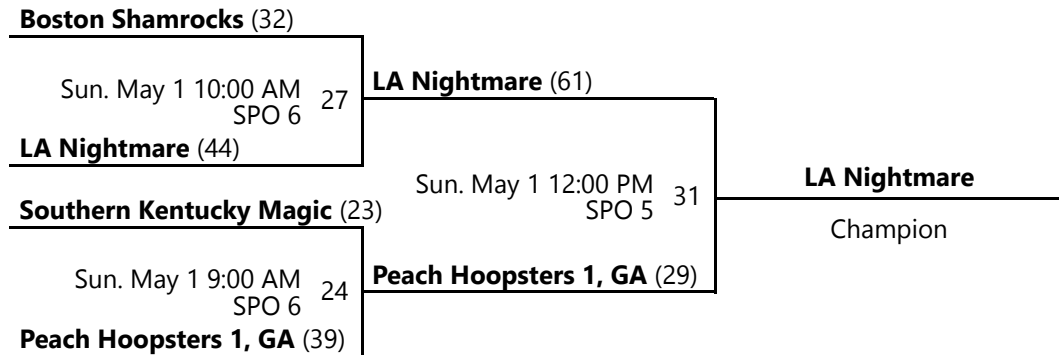 Boston Shamrocks (32)
Sun. May 1 10:00 AM
SPO 6
27
LA Nightmare (44)
LA Nightmare (61)
Southern Kentucky Magic (23)
Sun. May 1 9:00 AM
SPO 6
24
Peach Hoopsters 1, GA (39)
Peach Hoopsters 1, GA (29)
Sun. May 1 12:00 PM
SPO 5
31
LA Nightmare
Champion